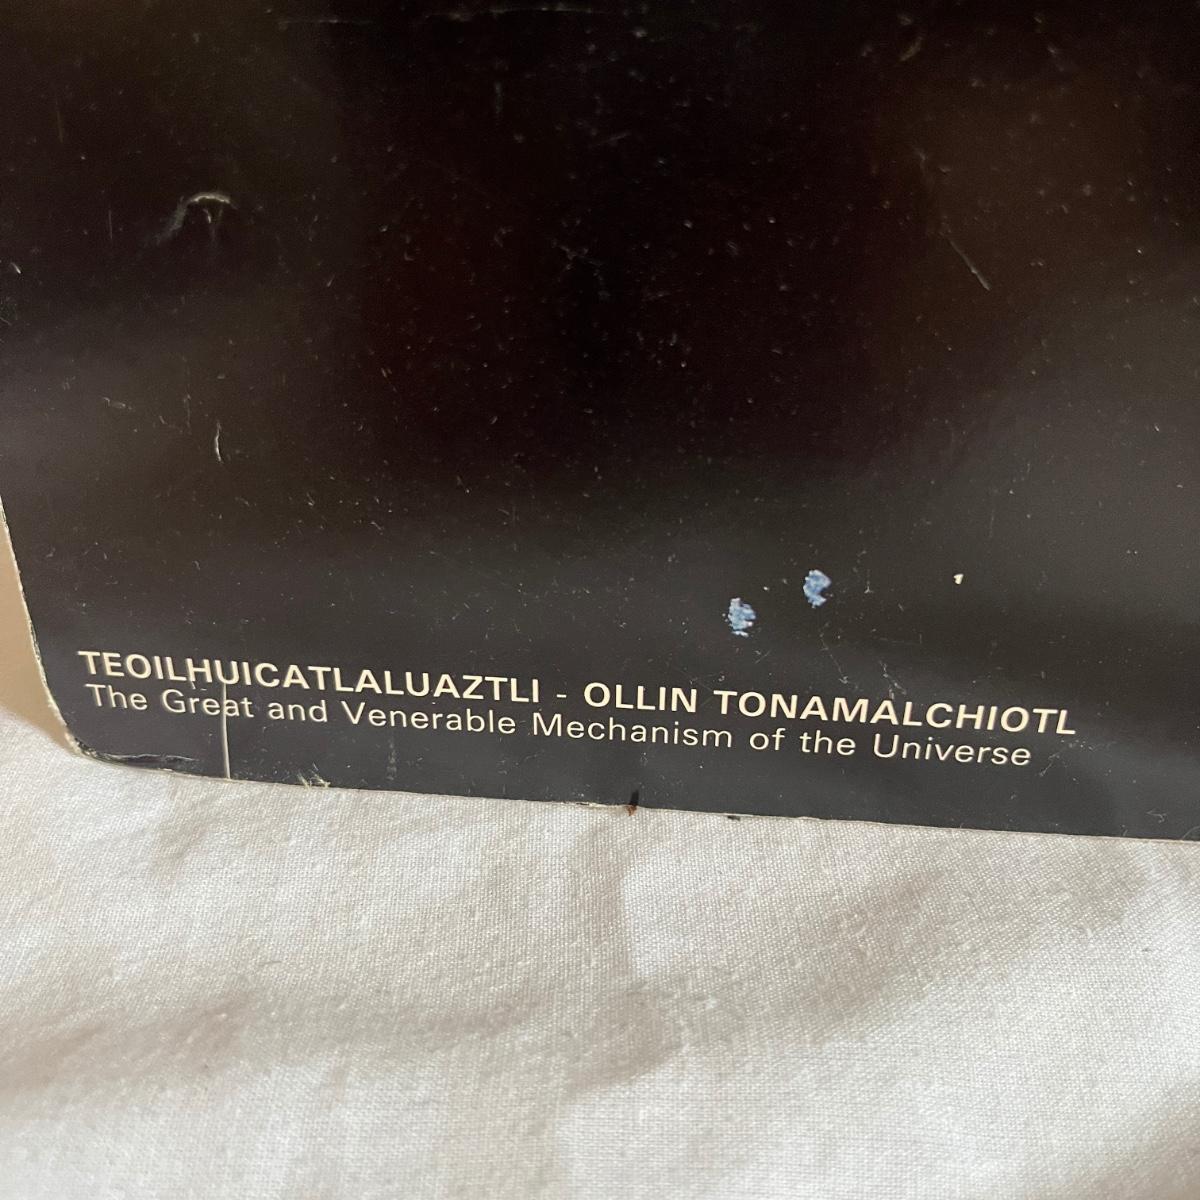 TEOILHUICATLALUAZTLI - OLLIN TONAMALCHIOTL
The Great and Venerable Mechanism of the Universe